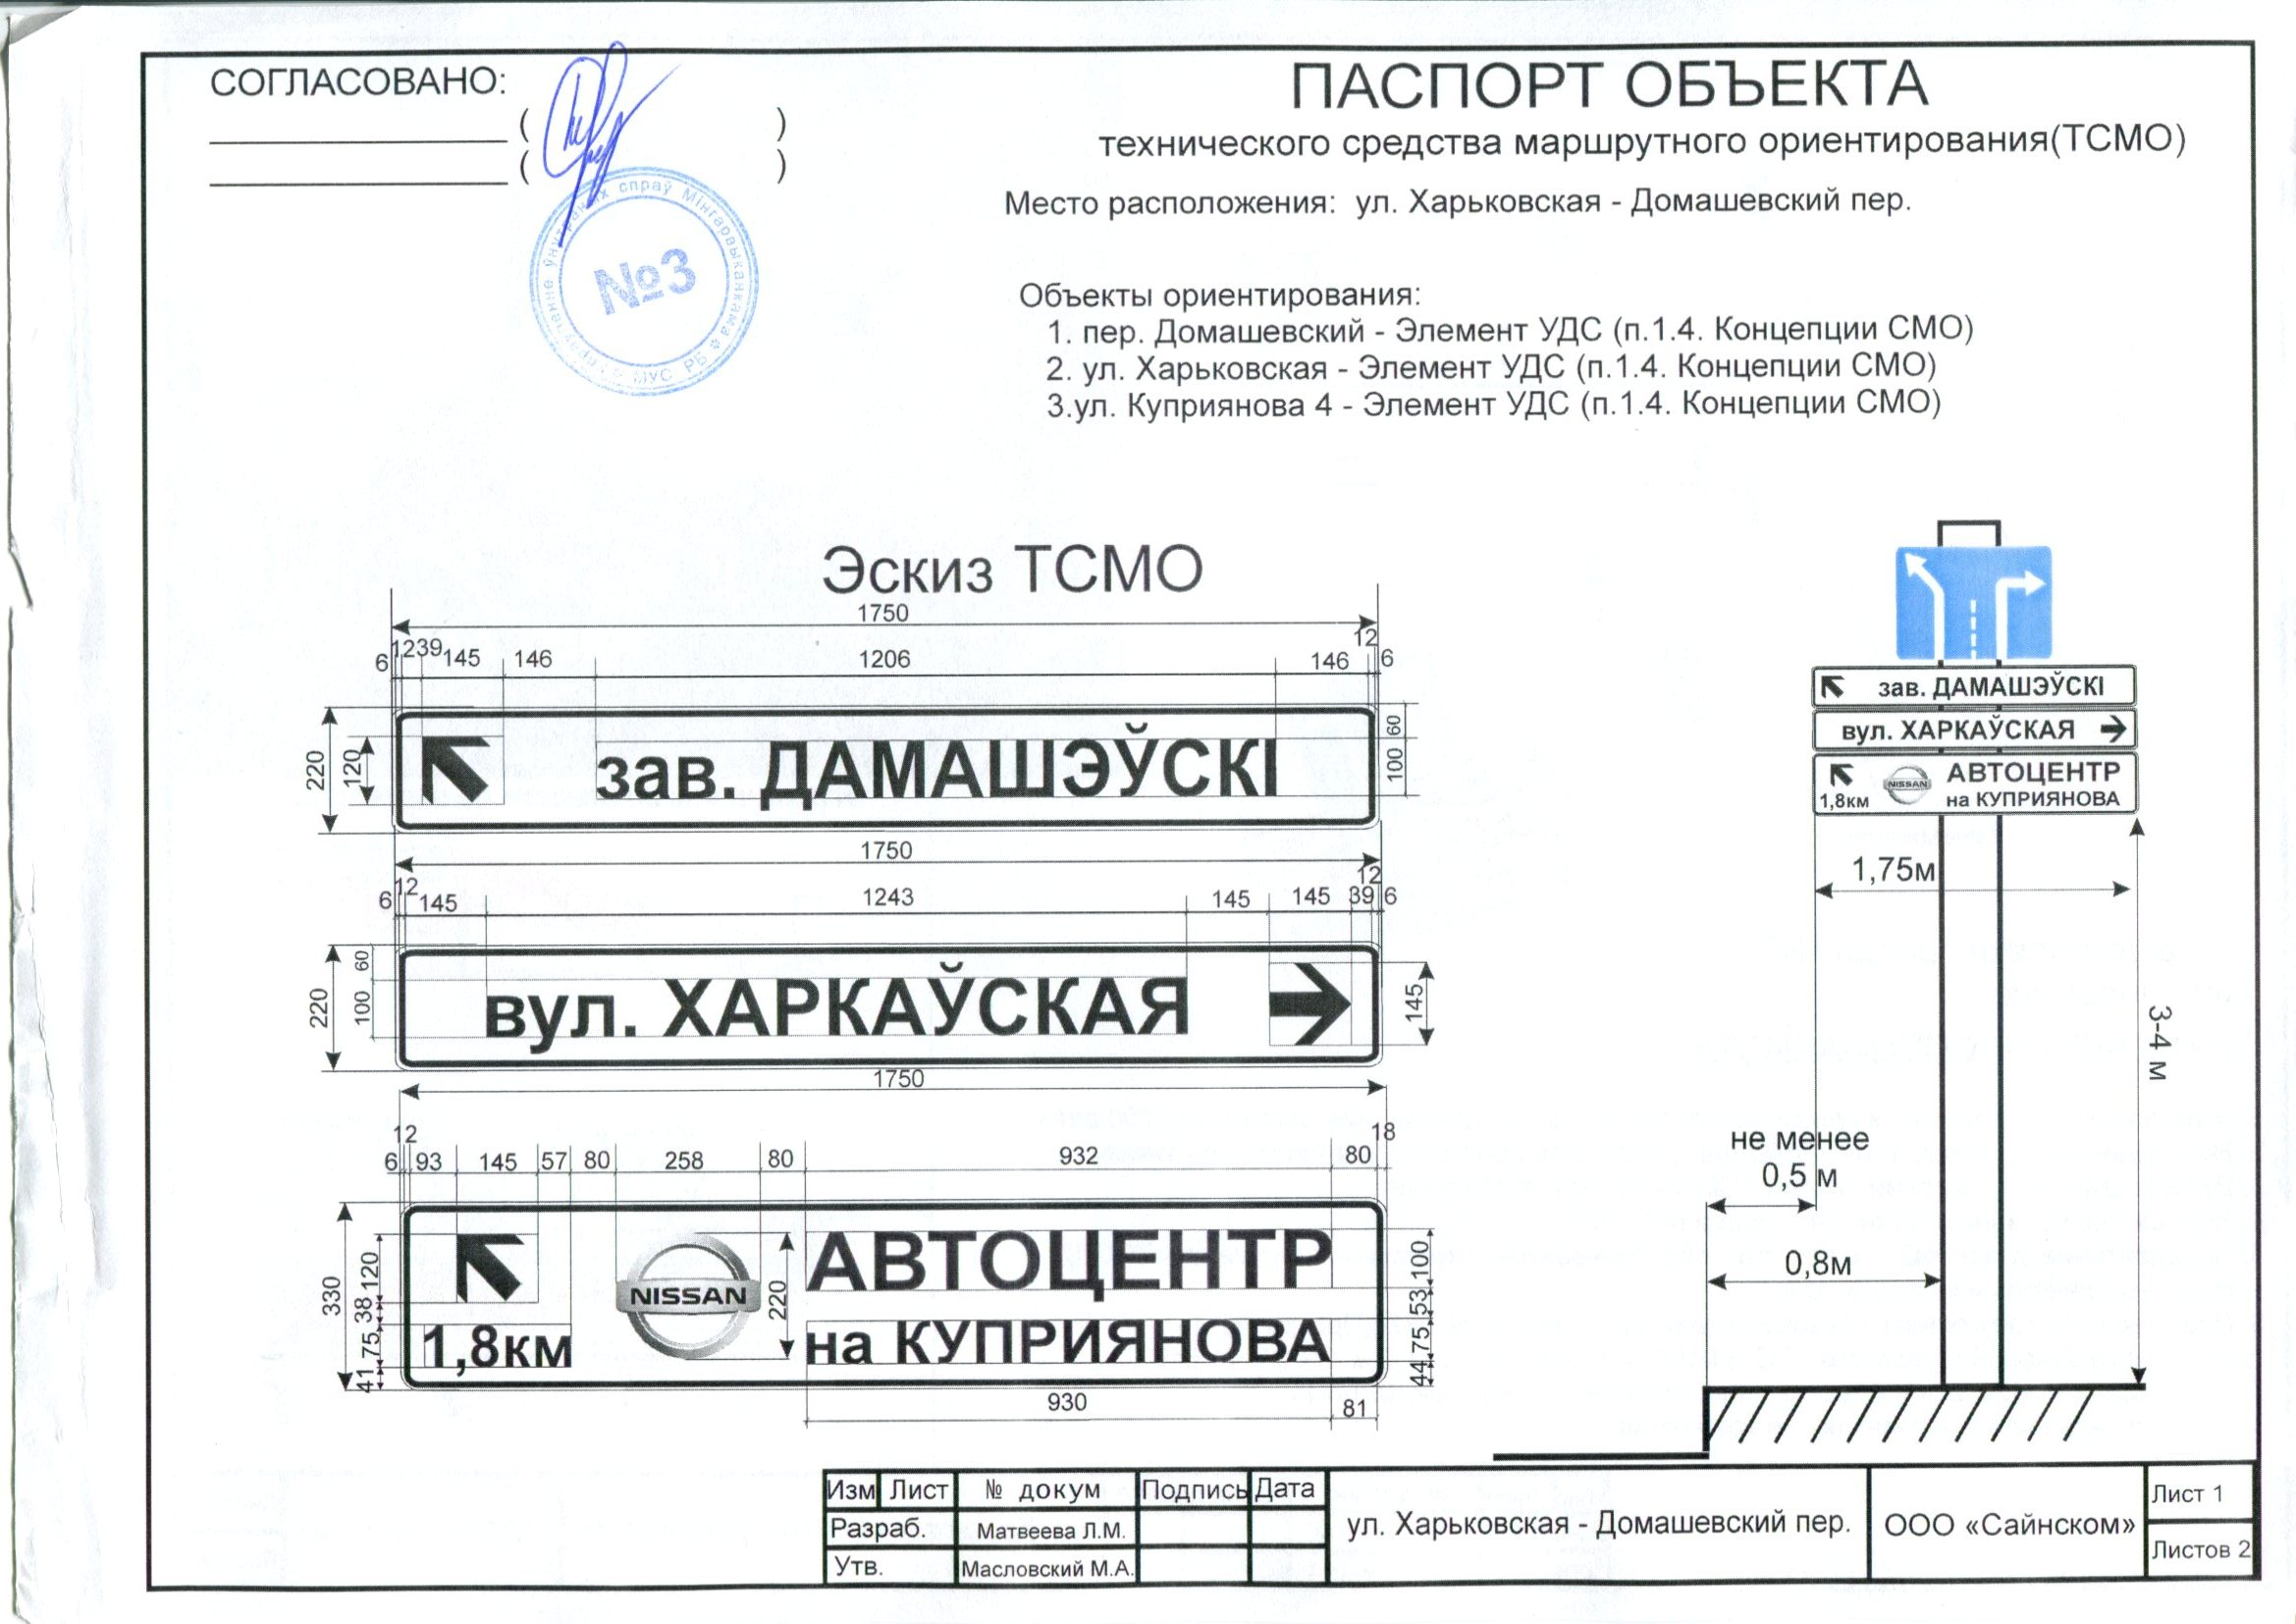 СОГЛАСОВАНО:
( )
( )
ўнутраных спраў Мінгарвыканкама ✲ МУС РБ
№3
ПАСПОРТ ОБЪЕКТА
технического средства маршрутного ориентирования(ТСМО)
Место расположения: ул. Харьковская - Домашевский пер.
Объекты ориентирования:
1. пер. Домашевский - Элемент УДС (п.1.4. Концепции СМО)
2. ул. Харьковская - Элемент УДС (п.1.4. Концепции СМО)
3.ул. Куприянова 4 - Элемент УДС (п.1.4. Концепции СМО)
Эскиз ТСМО
1750
6 12 39 145 146 1206 146 12 6
220 120
зав. ДАМАШЭЎСКІ
60 100
1750
6 12 145 1243 145 145 39 12 6
220 60 100
вул. ХАРКАЎСКАЯ
145
1750
6 12 93 145 57 80 258 80 932 80 18
330 120 38 75 41
1,8км
NISSAN
220
АВТОЦЕНТР
на КУПРИЯНОВА
100 53 75 44
930 81
зав. ДАМАШЭЎСКІ
вул. ХАРКАЎСКАЯ
1,8км
NISSAN
АВТОЦЕНТР
на КУПРИЯНОВА
1,75м
3-4 м
не менее
0,5 м
0,8м
Изм Лист № докум Подпись Дата
Разраб. Матвеева Л.М.
Утв. Масловский М.А.
ул. Харьковская - Домашевский пер.
ООО «Сайнском»
Лист 1
Листов 2